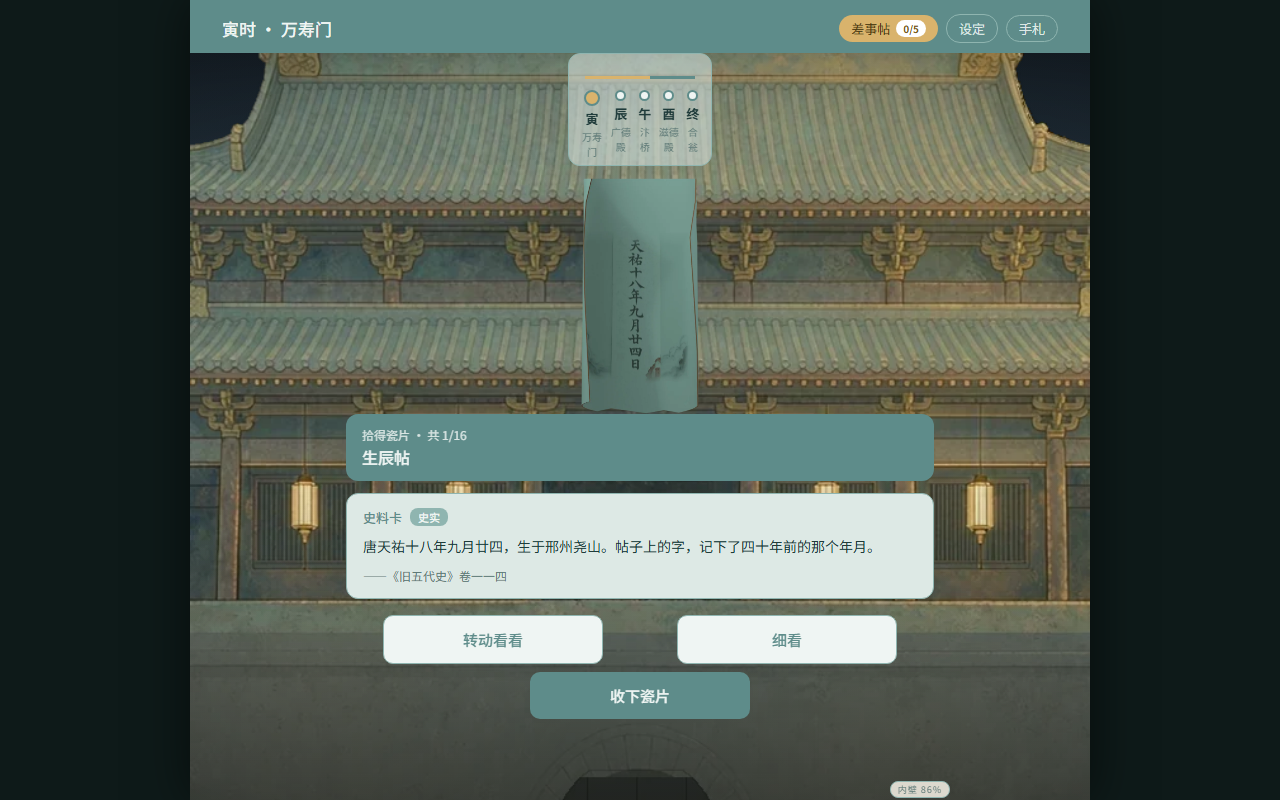 寅时 · 万寿门
差事帖 0/5
设定
手札
寅
万寿门
辰
广德殿
午
汴桥
酉
滋德殿
终
合瓮
天祐十八年九月廿四日
拾得瓷片 · 共 1/16
生辰帖
史料卡 史实
唐天祐十八年九月廿四，生于邢州尧山。帖子上的字，记下了四十年前的那个年月。
——《旧五代史》卷一一四
转动看看
细看
收下瓷片
内壁 86%